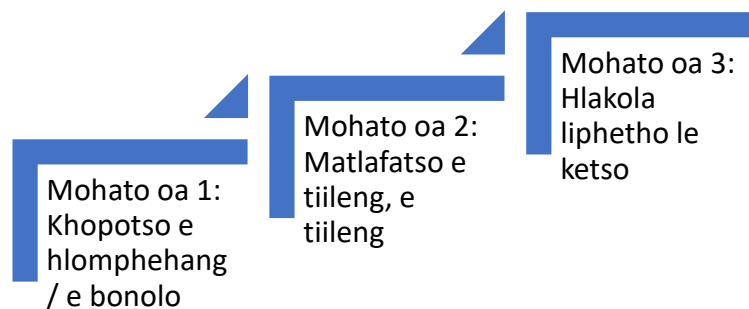 Mohato oa 1:
Khopotso e
hlomphehang
/ e bonolo
Mohato oa 2:
Matlafatso e
tiileng, e
tiileng
Mohato oa 3:
Hlakola
liphetho le
ketso